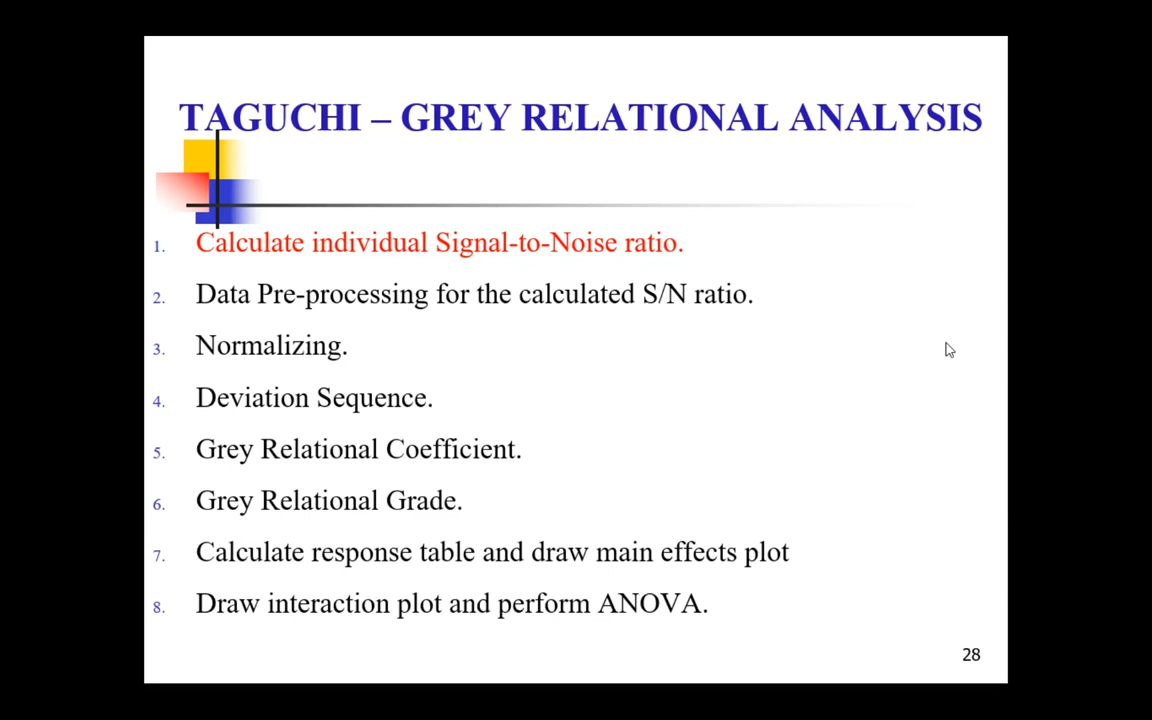 TAGUCHI – GREY RELATIONAL ANALYSIS
1. Calculate individual Signal-to-Noise ratio.
2. Data Pre-processing for the calculated S/N ratio.
3. Normalizing.
4. Deviation Sequence.
5. Grey Relational Coefficient.
6. Grey Relational Grade.
7. Calculate response table and draw main effects plot
8. Draw interaction plot and perform ANOVA.
28